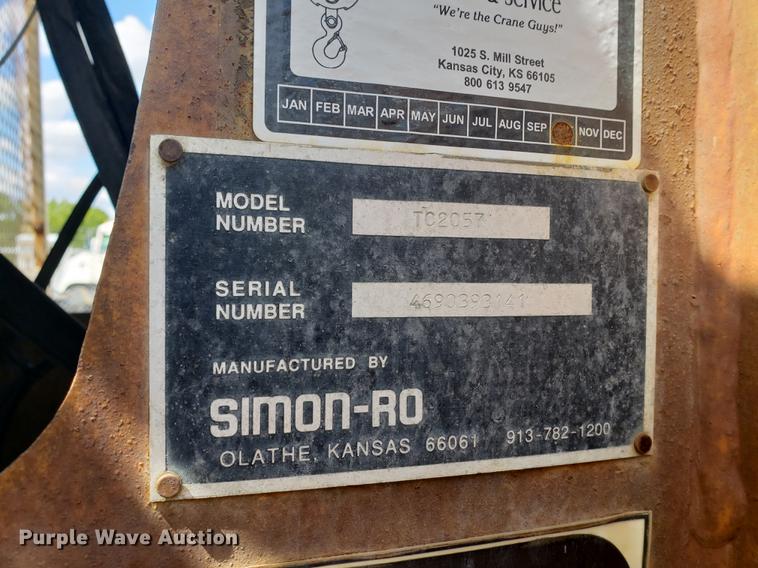 & Service
"We're the Crane Guys!"
1025 S. Mill Street
Kansas City, KS 66105
800 613 9547
JAN FEB MAR APR MAY JUN JUL AUG SEP NOV DEC
MODEL NUMBER TC2057
SERIAL NUMBER 4690393141
MANUFACTURED BY
SIMON-RO
OLATHE, KANSAS 66061 913-782-1200
Purple Wave Auction